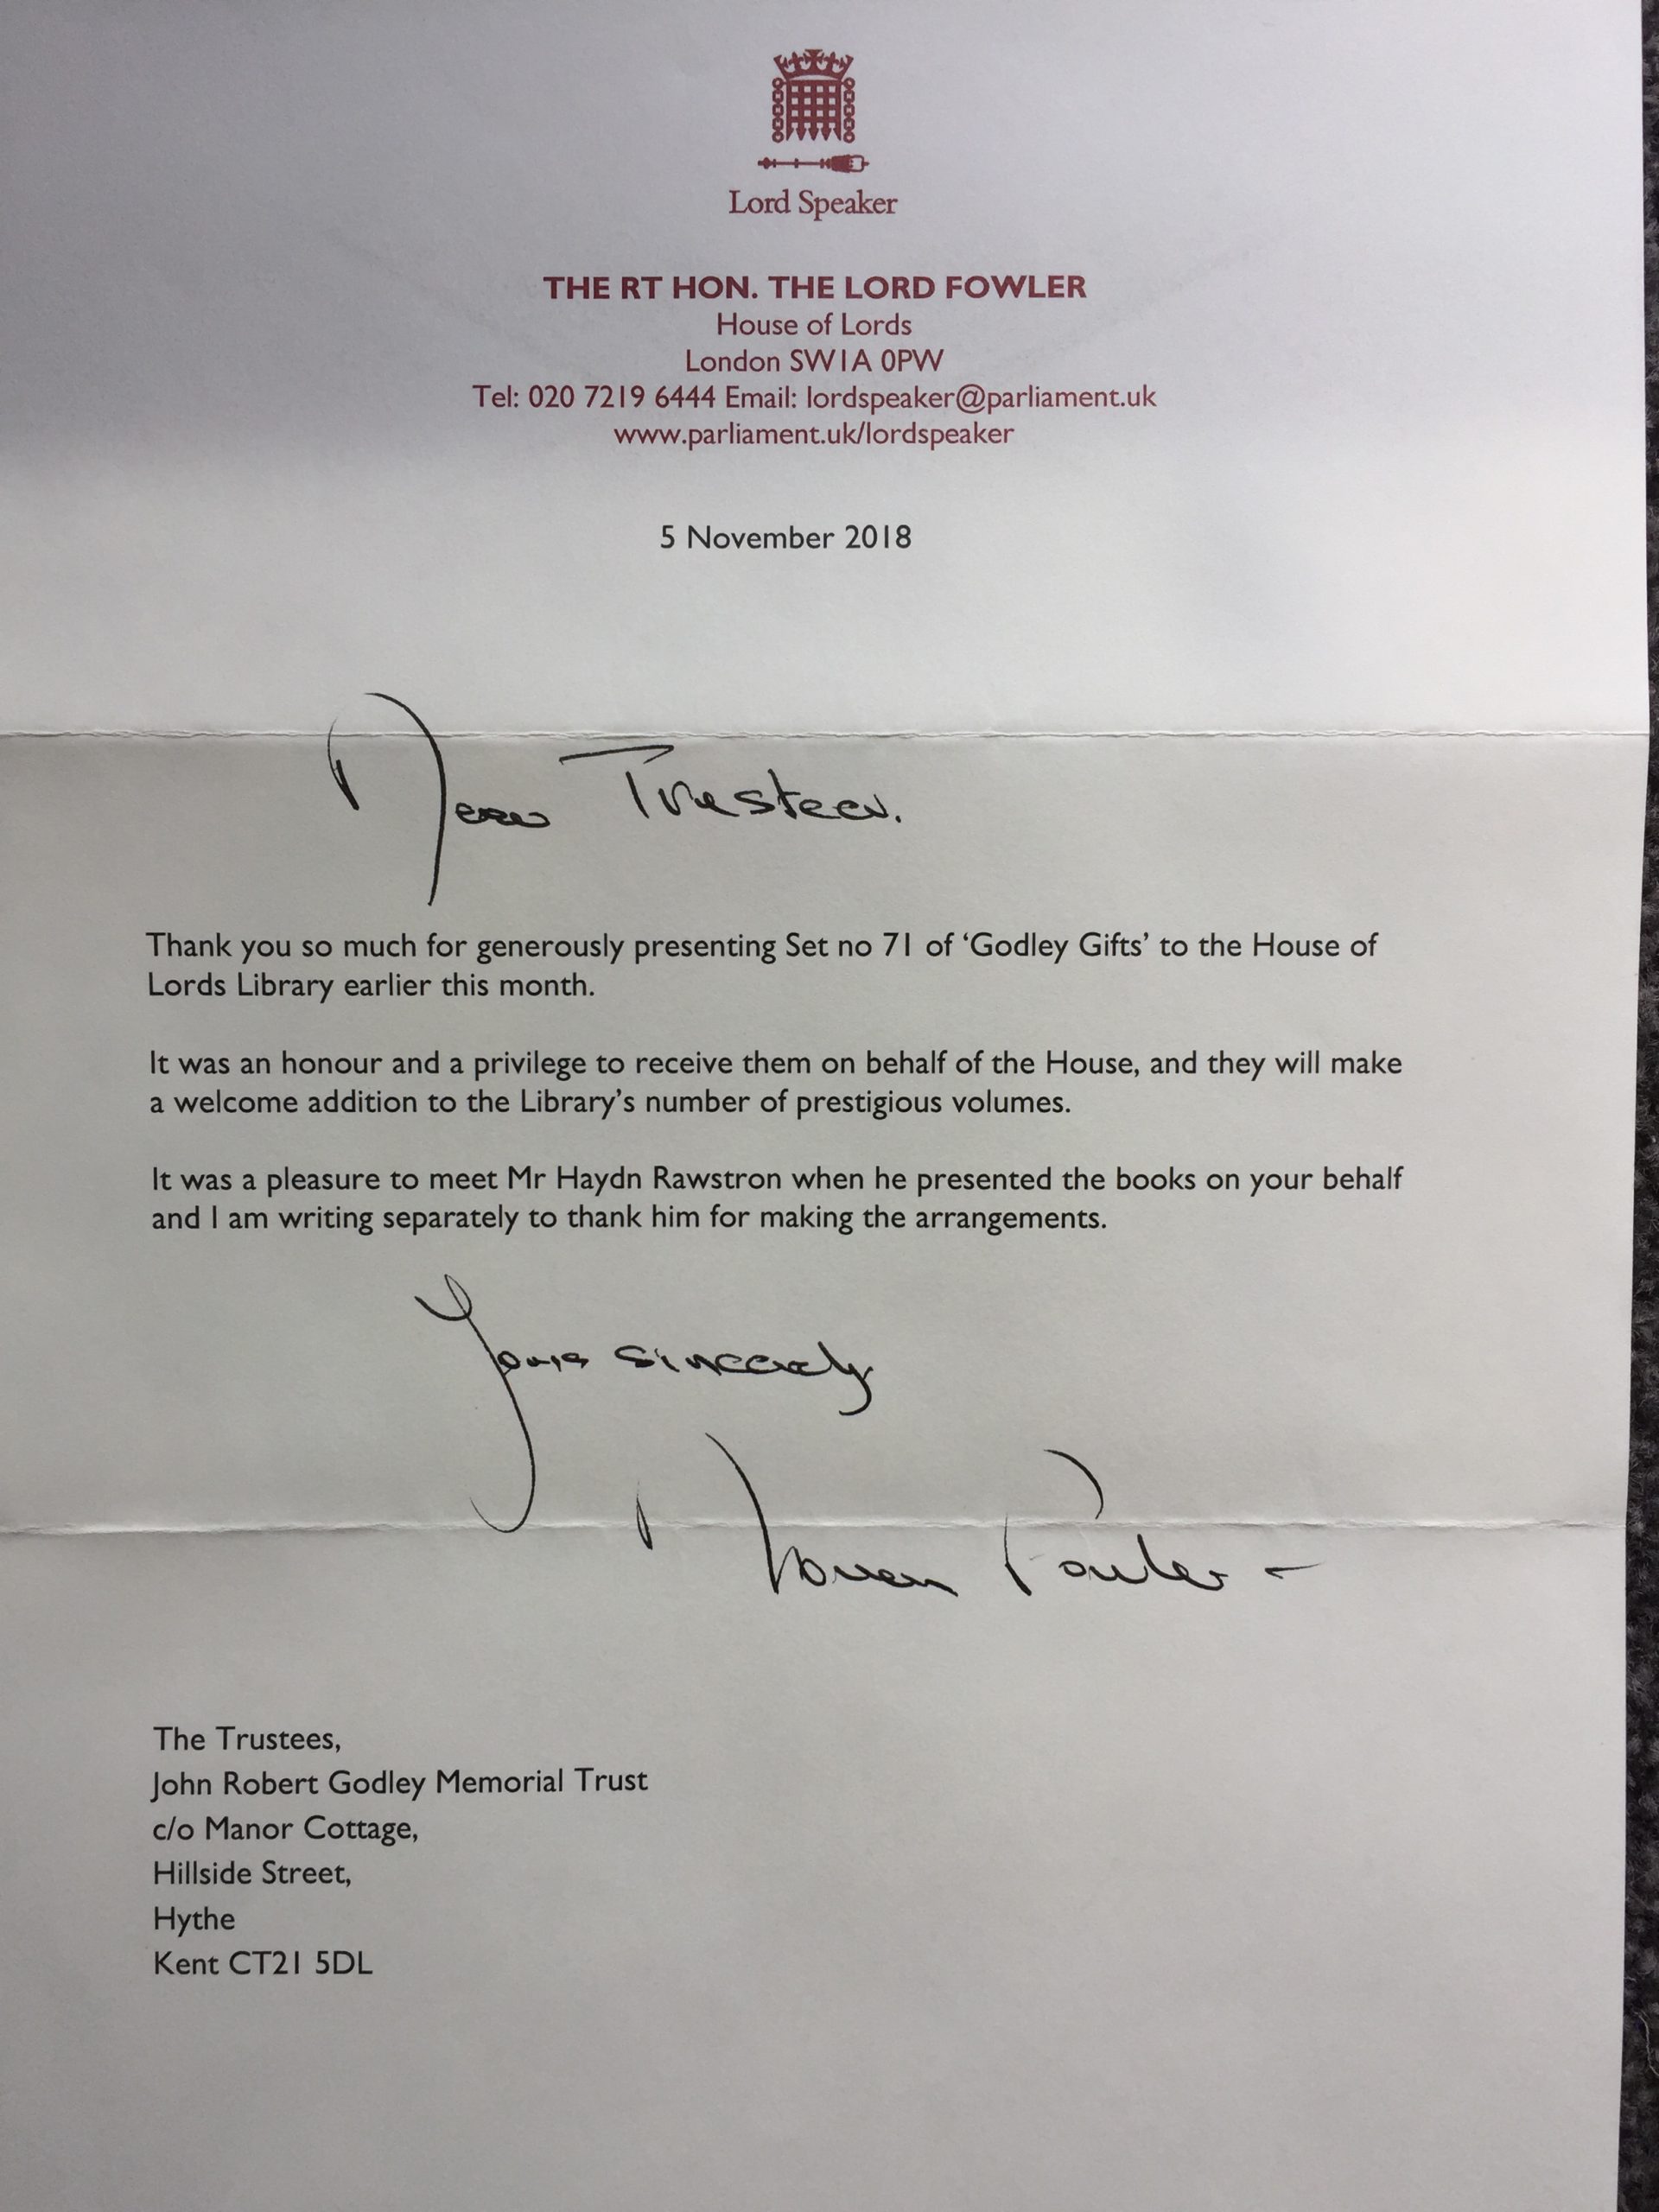 Lord Speaker
THE RT HON. THE LORD FOWLER
House of Lords
London SW1A 0PW
Tel: 020 7219 6444 Email: lordspeaker@parliament.uk
www.parliament.uk/lordspeaker
5 November 2018
Dear Trustees.
Thank you so much for generously presenting Set no 71 of ‘Godley Gifts’ to the House of
Lords Library earlier this month.
It was an honour and a privilege to receive them on behalf of the House, and they will make
a welcome addition to the Library’s number of prestigious volumes.
It was a pleasure to meet Mr Haydn Rawstron when he presented the books on your behalf
and I am writing separately to thank him for making the arrangements.
Yours sincerely
Norman Fowler -
The Trustees,
John Robert Godley Memorial Trust
c/o Manor Cottage,
Hillside Street,
Hythe
Kent CT21 5DL